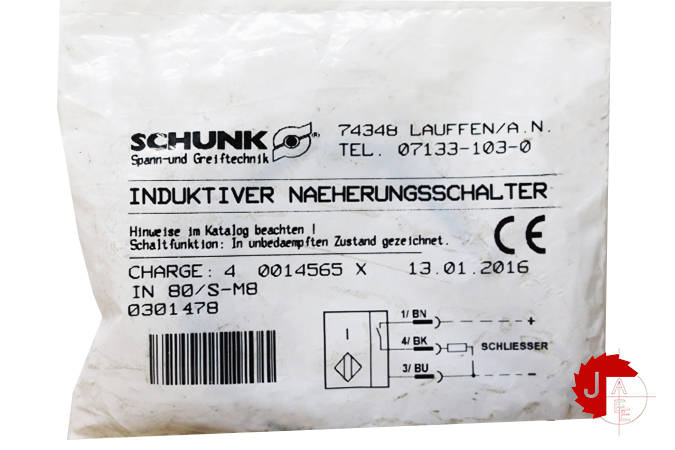 SCHUNK ®
Spann-und Greiftechnik
74348 LAUFFEN/A.N.
TEL. 07133-103-0
INDUKTIVER NAEHERUNGSSCHALTER
Hinweise im Katalog beachten !
Schaltfunktion: In unbedaempften Zustand gezeichnet.
CE
CHARGE: 4 0014565 X 13.01.2016
IN 80/S-M8
0301478
I
1/ BN +
4/ BK SCHLIESSER
3/ BU -
J